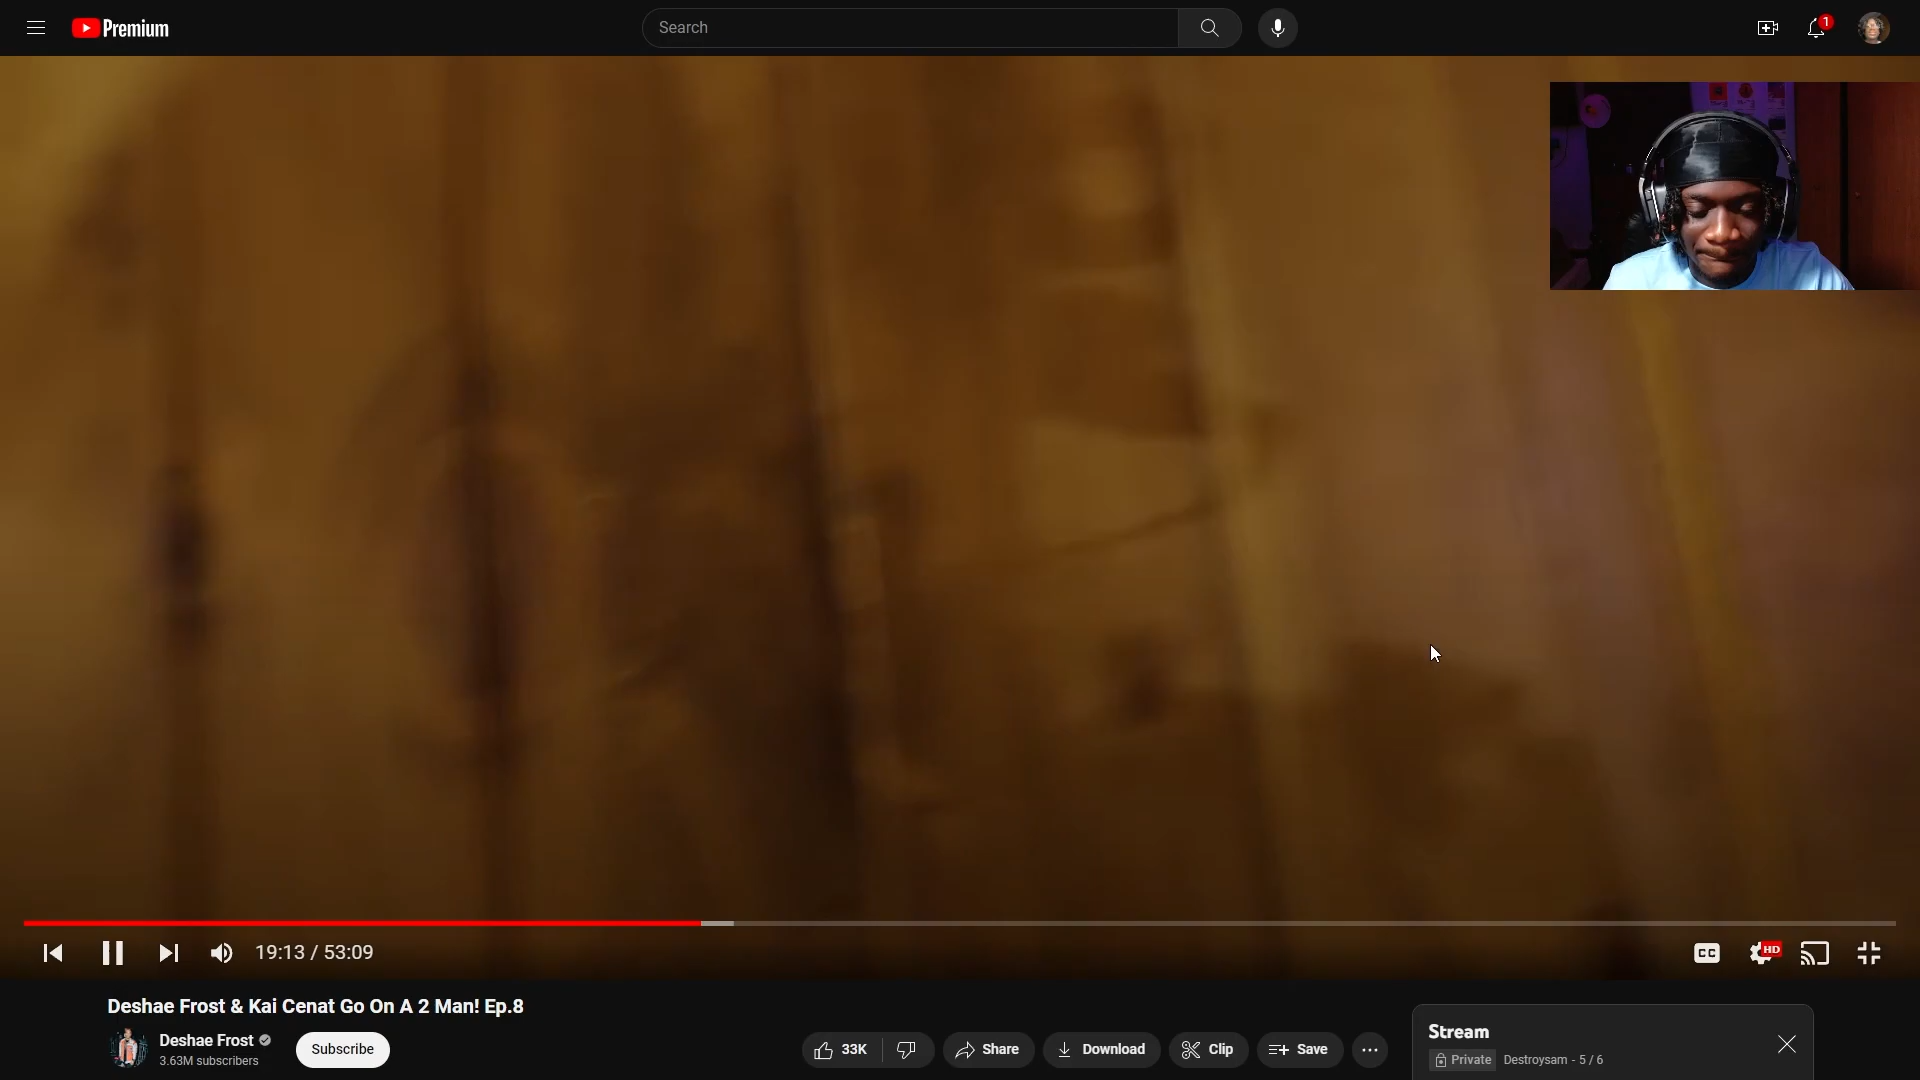 Premium
Search
1
19:13 / 53:09
CC
HD
Deshae Frost & Kai Cenat Go On A 2 Man! Ep.8
Deshae Frost
3.63M subscribers
Subscribe
33K
Share
Download
Clip
Save
Stream
Private
Destroysam - 5 / 6